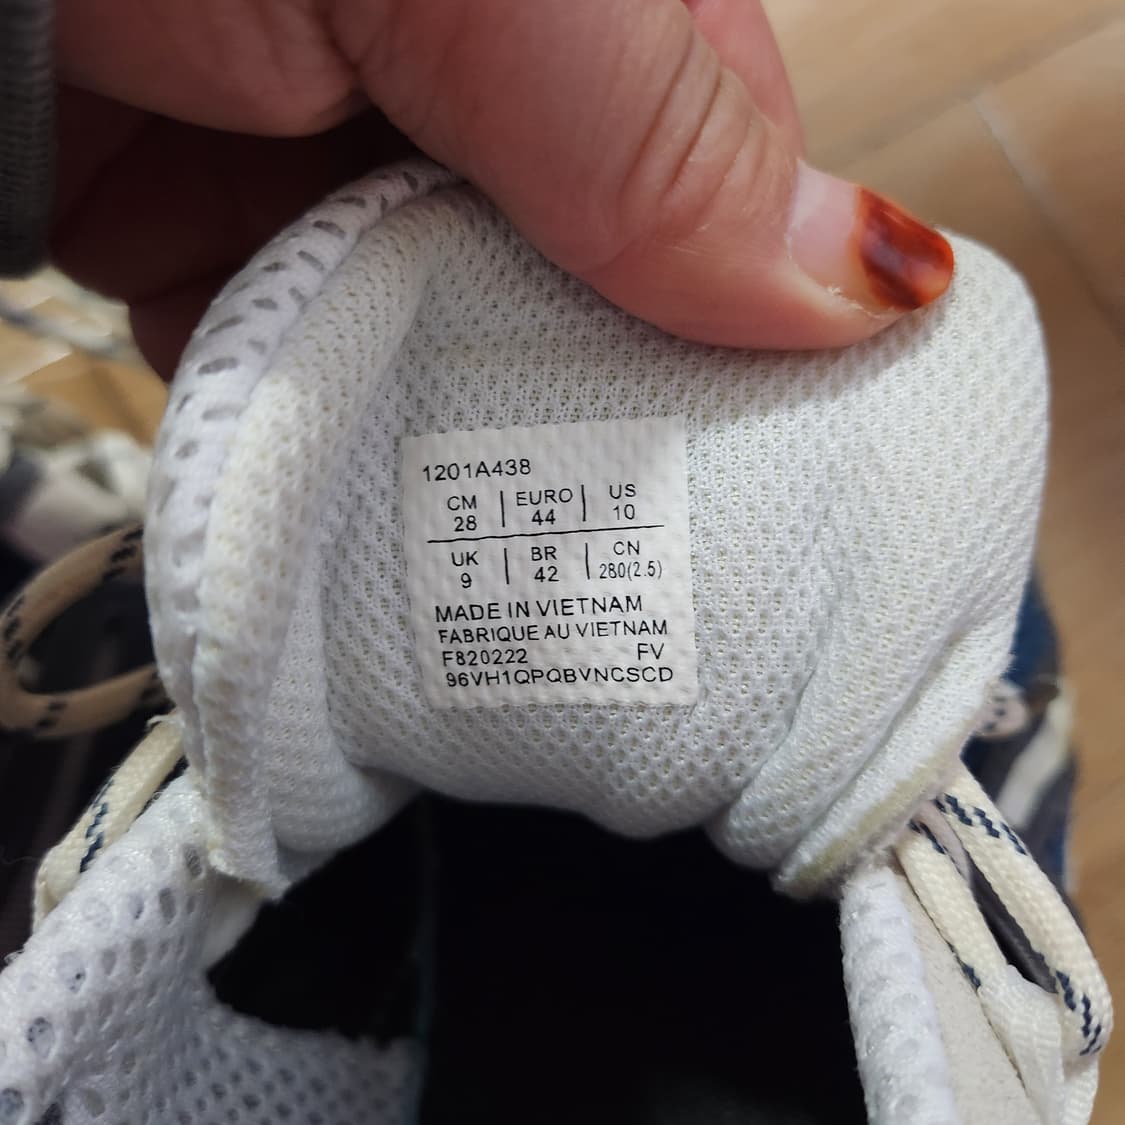 1201A438
CM | EURO | US
28 | 44 | 10
UK | BR | CN
9 | 42 | 280(2.5)
MADE IN VIETNAM
FABRIQUE AU VIETNAM
F820222 FV
96VH1QPQBVNCSCD